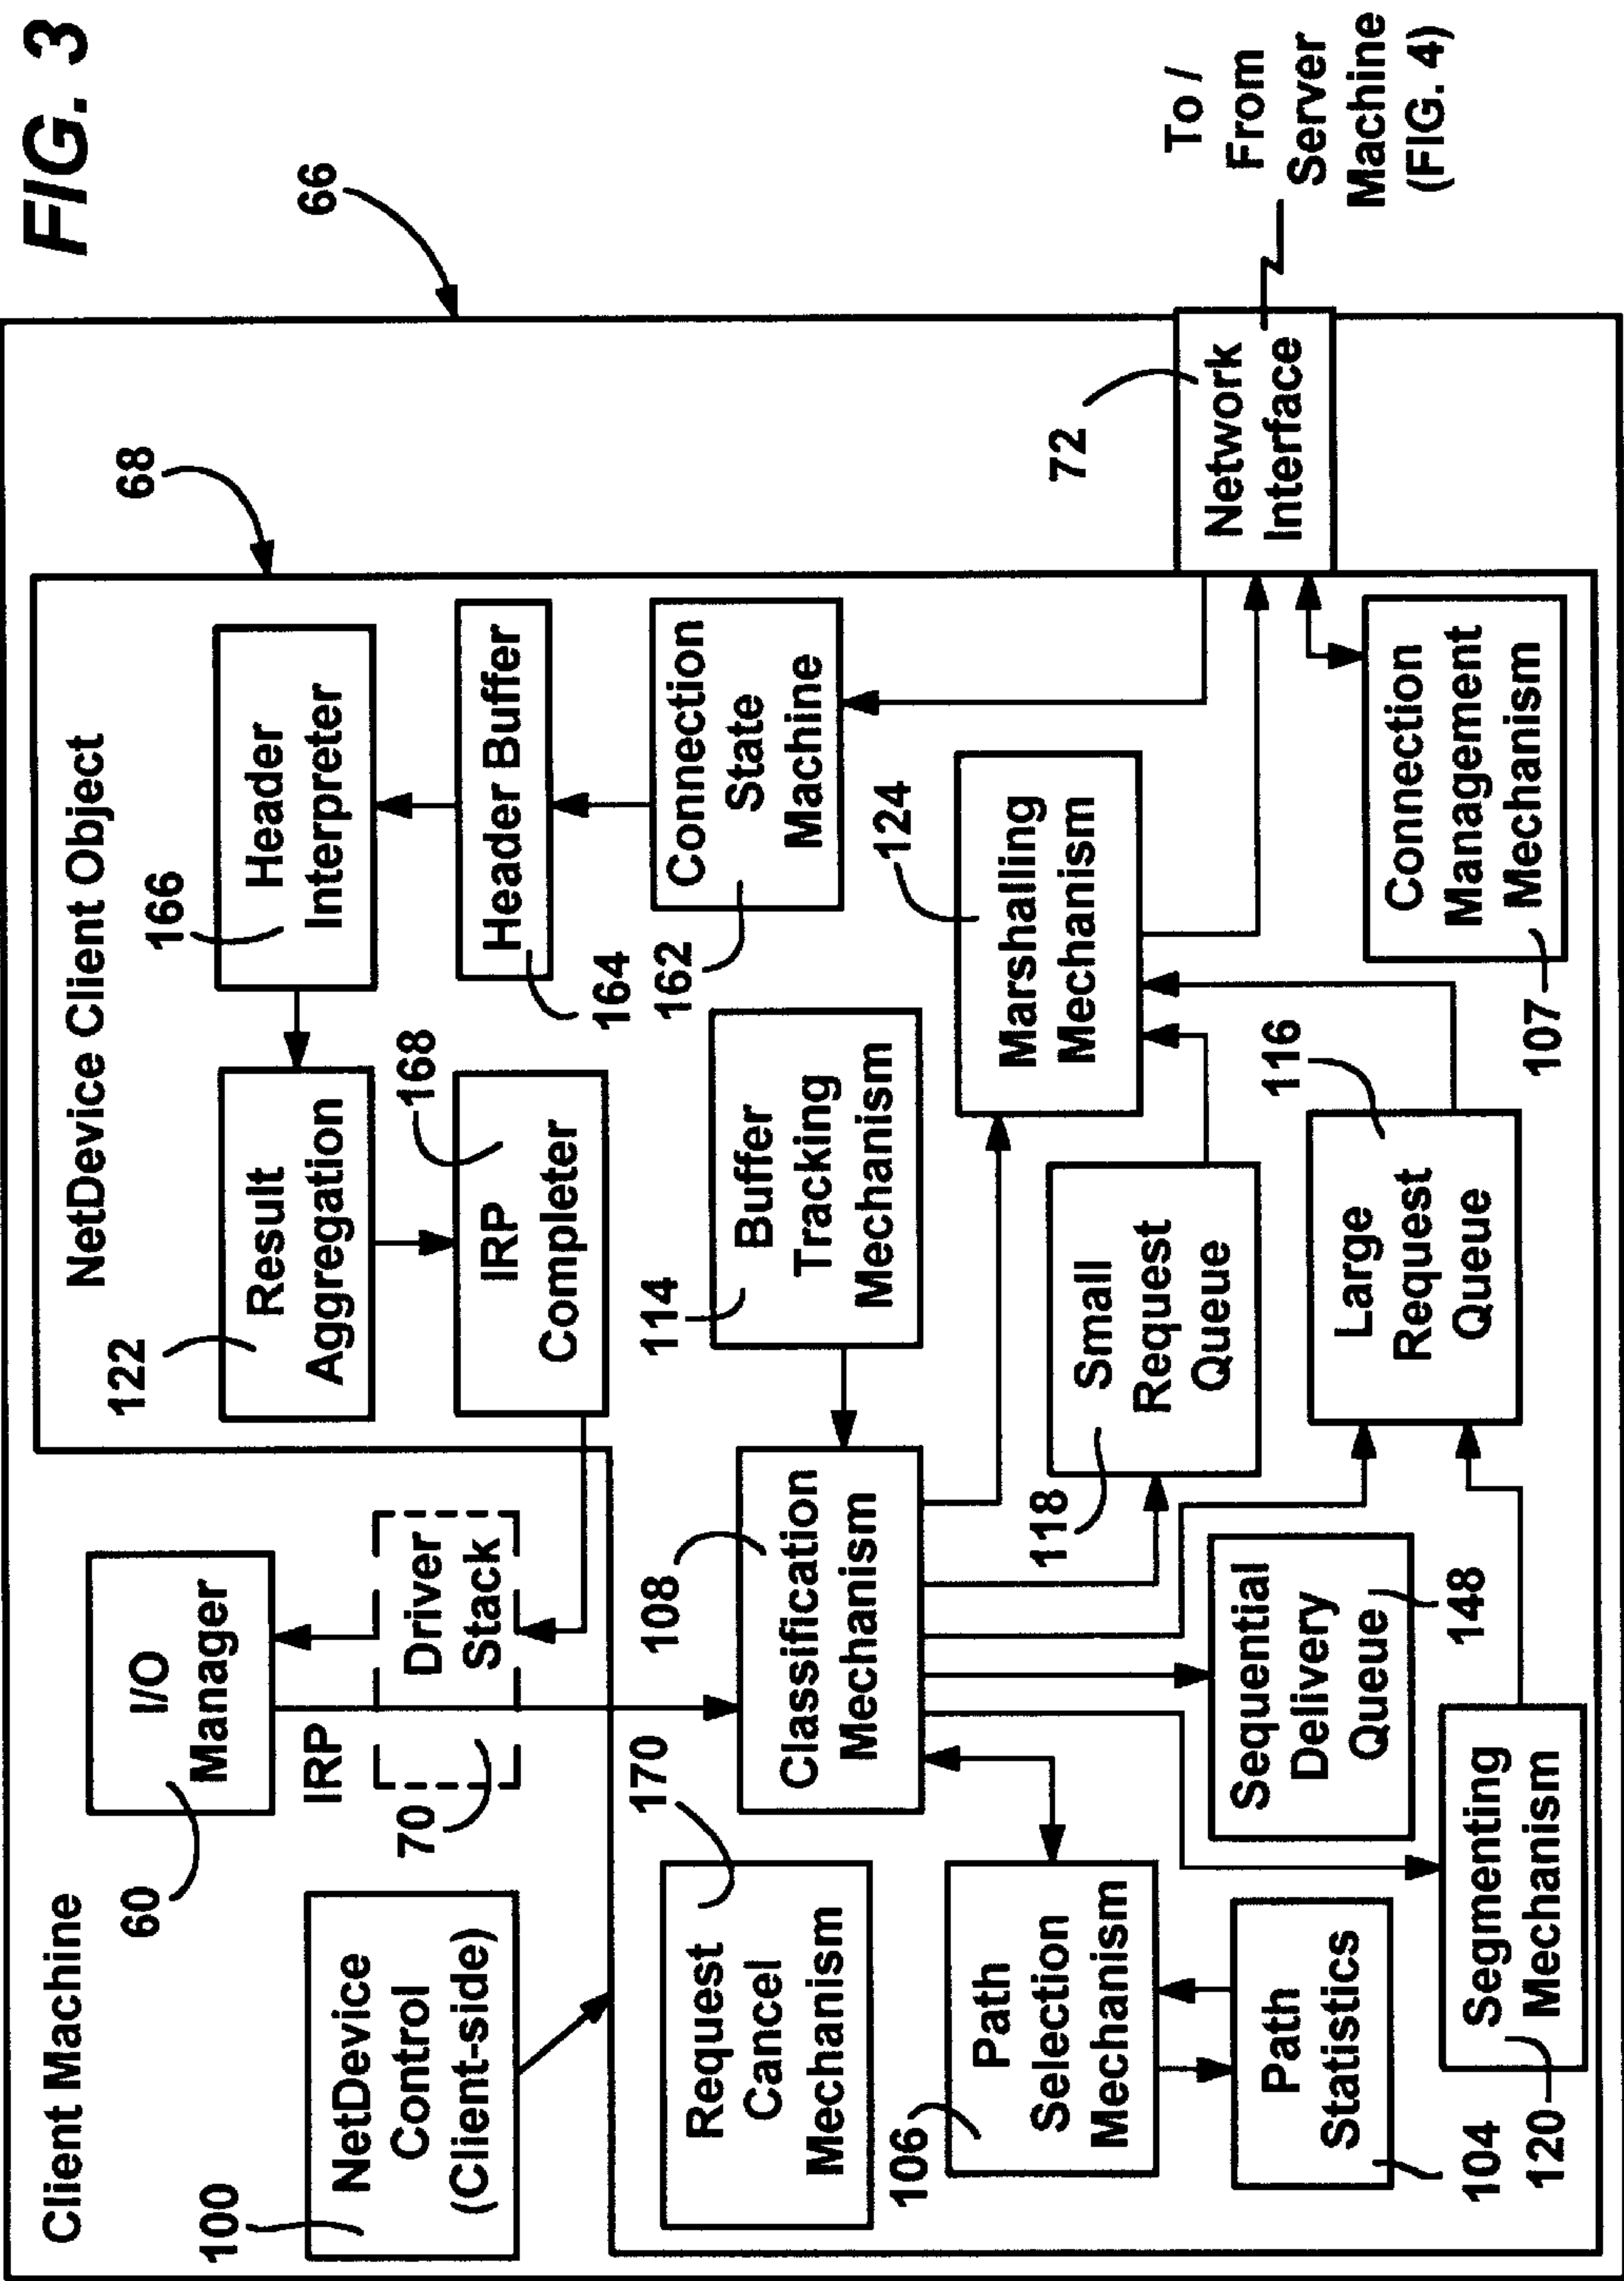 FIG. 3
Client Machine
66
100
NetDevice
Control
(Client-side)
60
I/O
Manager
IRP
70
Driver
Stack
NetDevice Client Object
68
122
Result
Aggregation
166
Header
Interpreter
168
IRP
Completer
164
Header Buffer
170
Request
Cancel
Mechanism
108
Classification
Mechanism
114
Buffer
Tracking
Mechanism
162
Connection
State
Machine
106
Path
Selection
Mechanism
124
Marshalling
Mechanism
118
Small
Request
Queue
72
Network
Interface
To /
From
Server
Machine
(FIG. 4)
104
Path
Statistics
Sequential
Delivery
Queue
148
116
Large
Request
Queue
120
Segmenting
Mechanism
107
Connection
Management
Mechanism